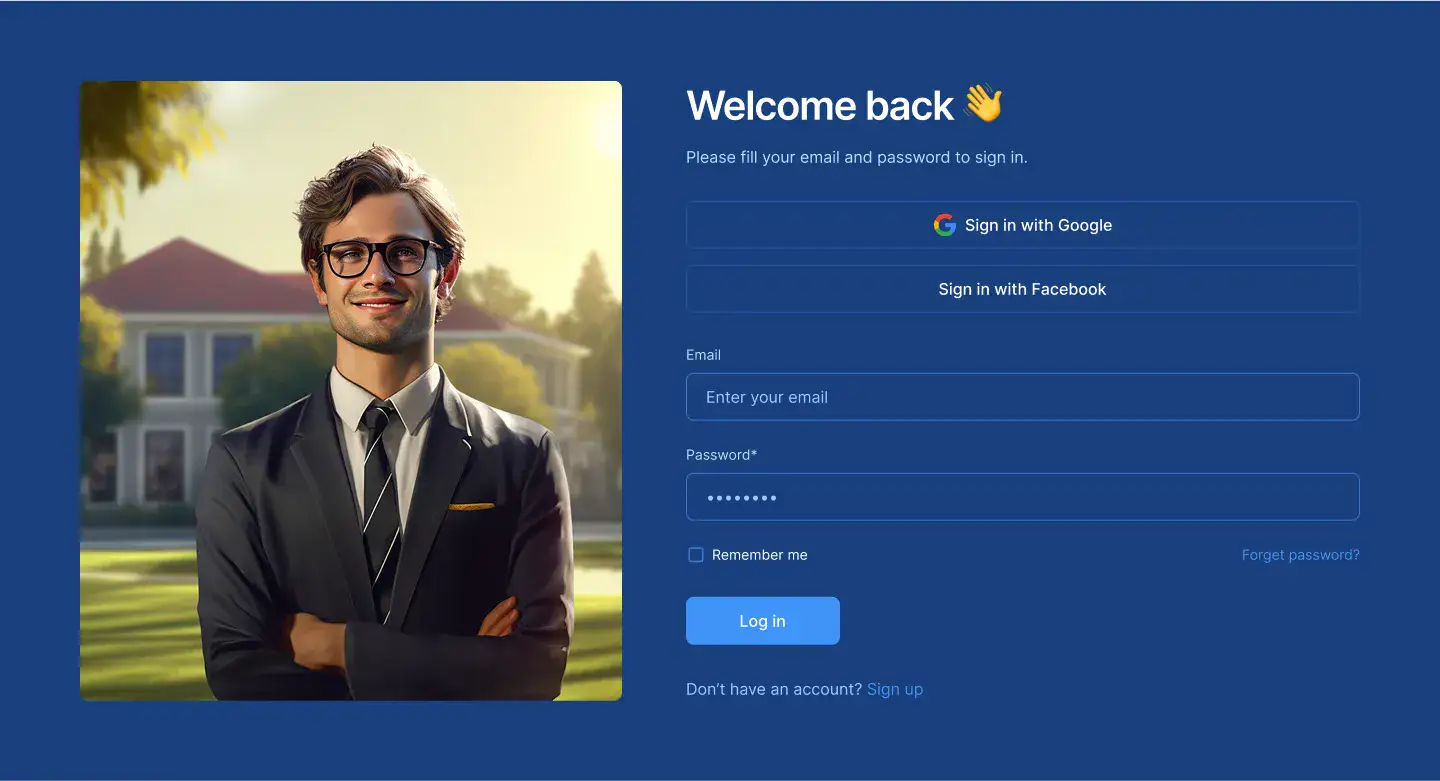 Welcome back 👋
Please fill your email and password to sign in.
Sign in with Google
Sign in with Facebook
Email
Enter your email
Password*
••••••••
Remember me
Forget password?
Log in
Don’t have an account? Sign up